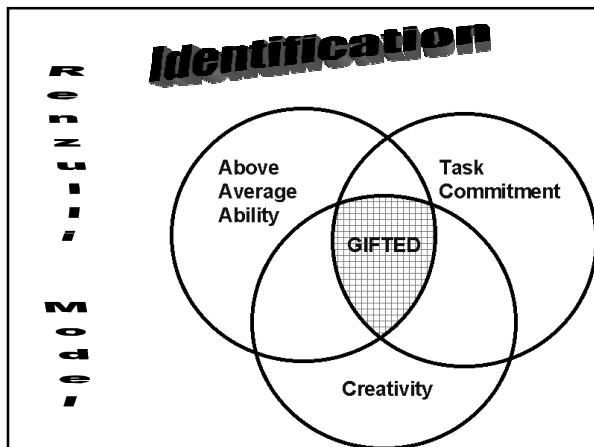 Identification
Renzulli
Model
Above
Average
Ability
Task
Commitment
GIFTED
Creativity